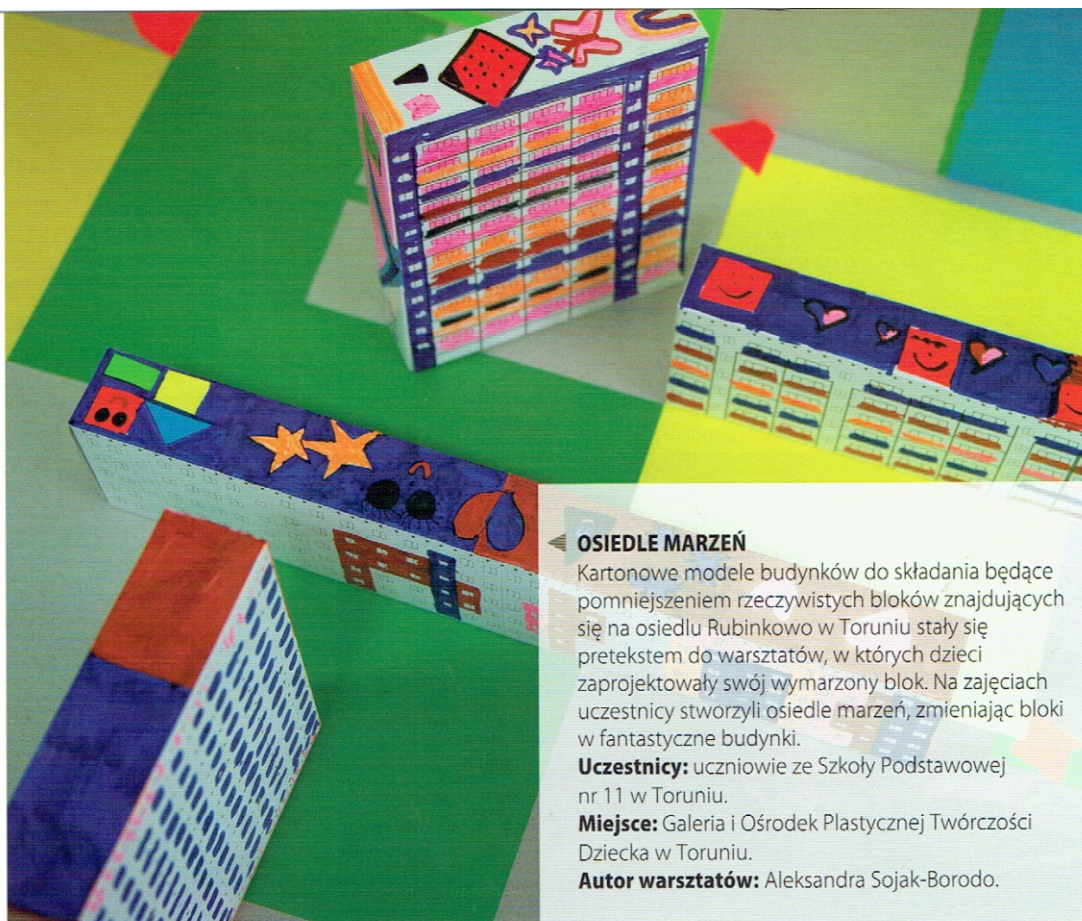 OSIEDLE MARZEŃ
Kartonowe modele budynków do składania będące
pomniejszeniem rzeczywistych bloków znajdujących
się na osiedlu Rubinkowo w Toruniu stały się
pretekstem do warsztatów, w których dzieci
zaprojektowały swój wymarzony blok. Na zajęciach
uczestnicy stworzyli osiedle marzeń, zmieniając bloki
w fantastyczne budynki.
Uczestnicy: uczniowie ze Szkoły Podstawowej
nr 11 w Toruniu.
Miejsce: Galeria i Ośrodek Plastycznej Twórczości
Dziecka w Toruniu.
Autor warsztatów: Aleksandra Sojak-Borodo.